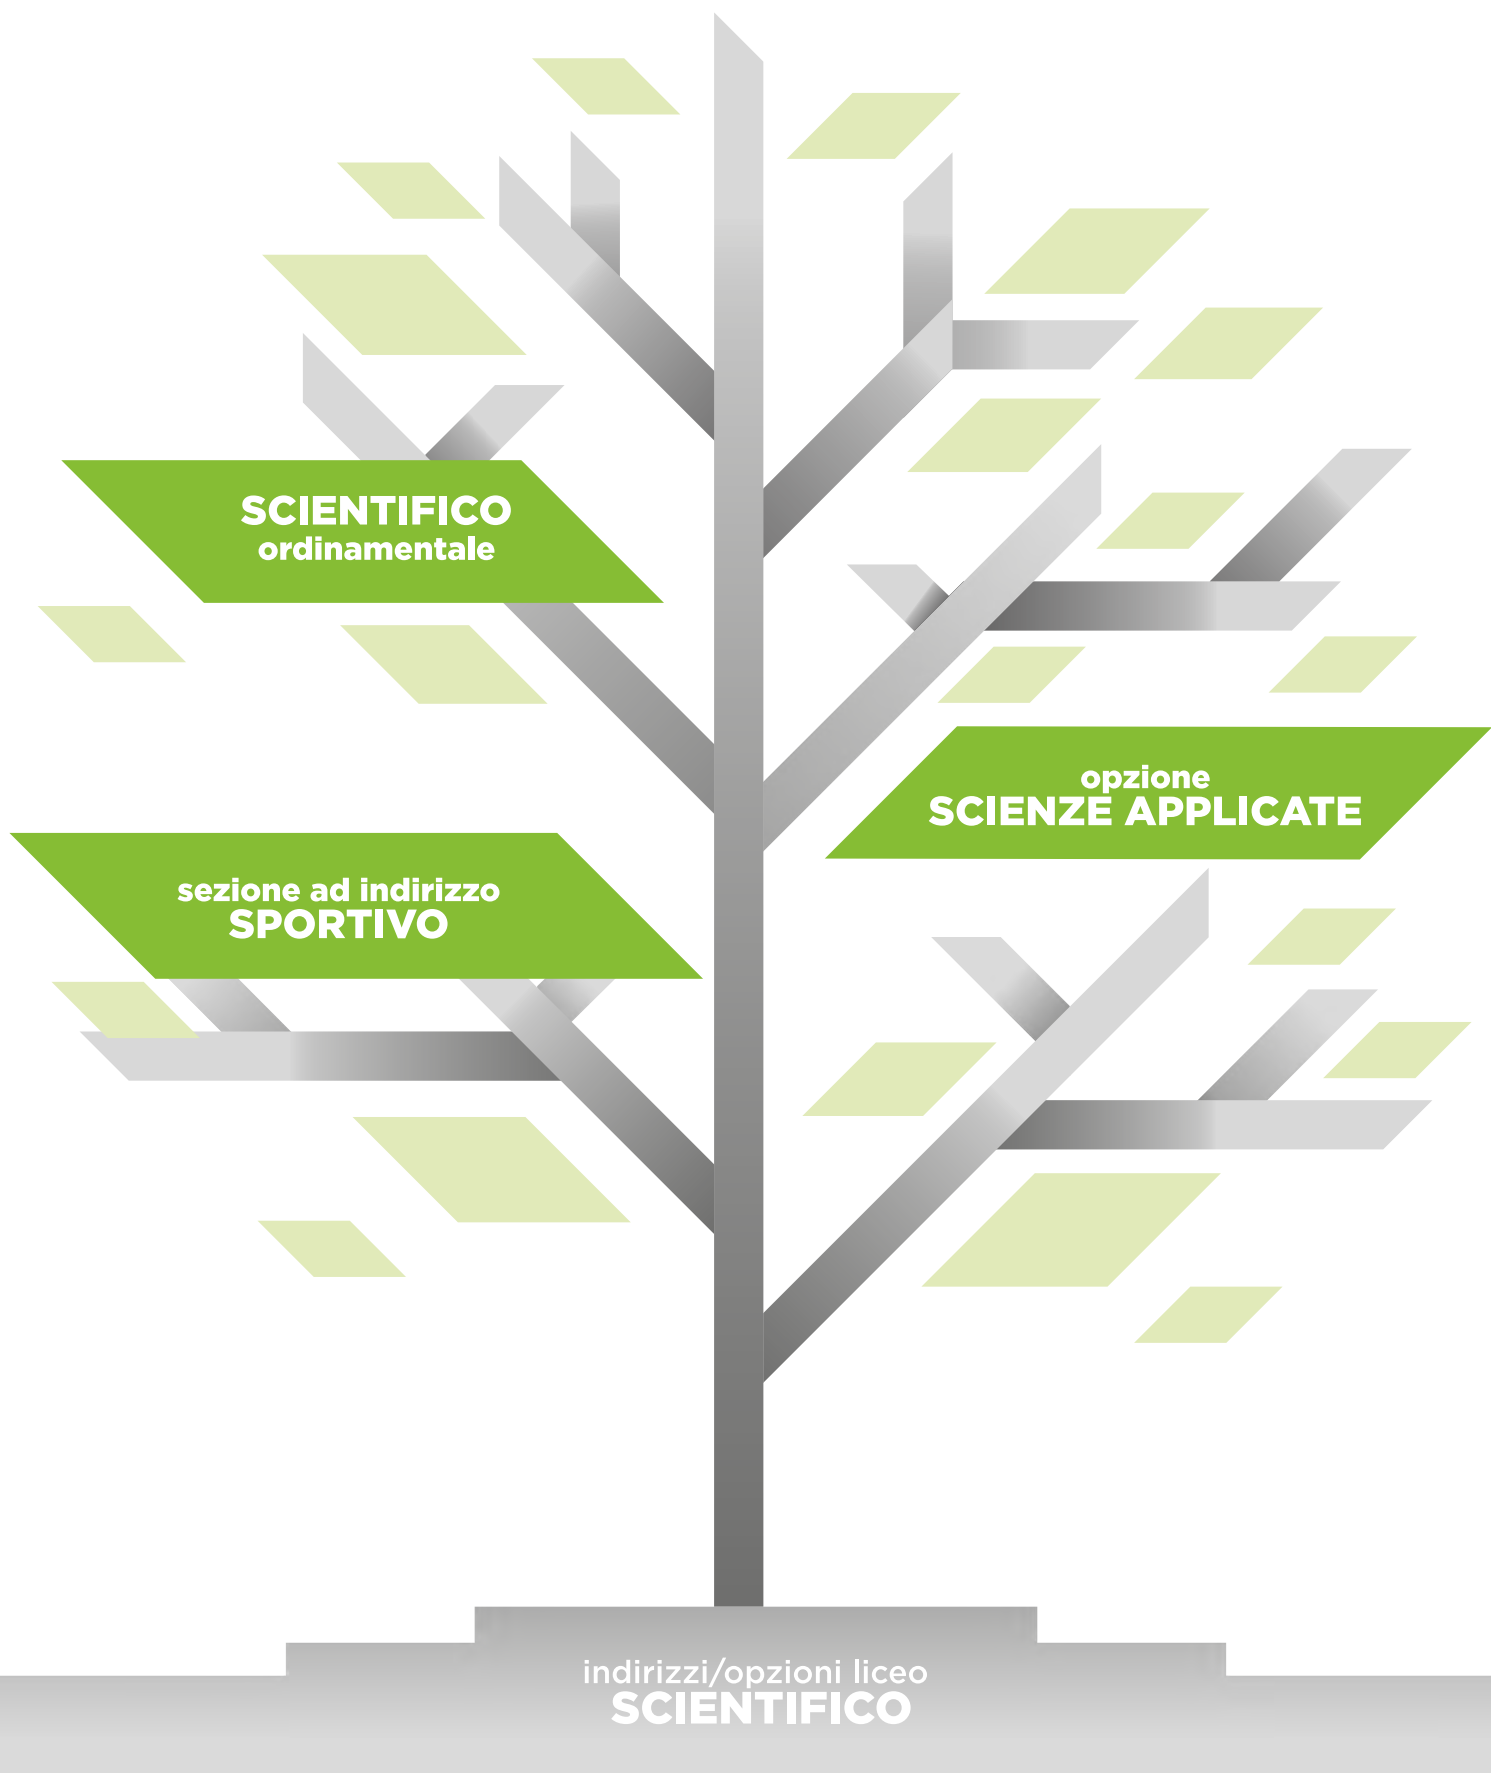 SCIENTIFICO
ordinamentale
opzione
SCIENZE APPLICATE
sezione ad indirizzo
SPORTIVO
indirizzi/opzioni liceo
SCIENTIFICO